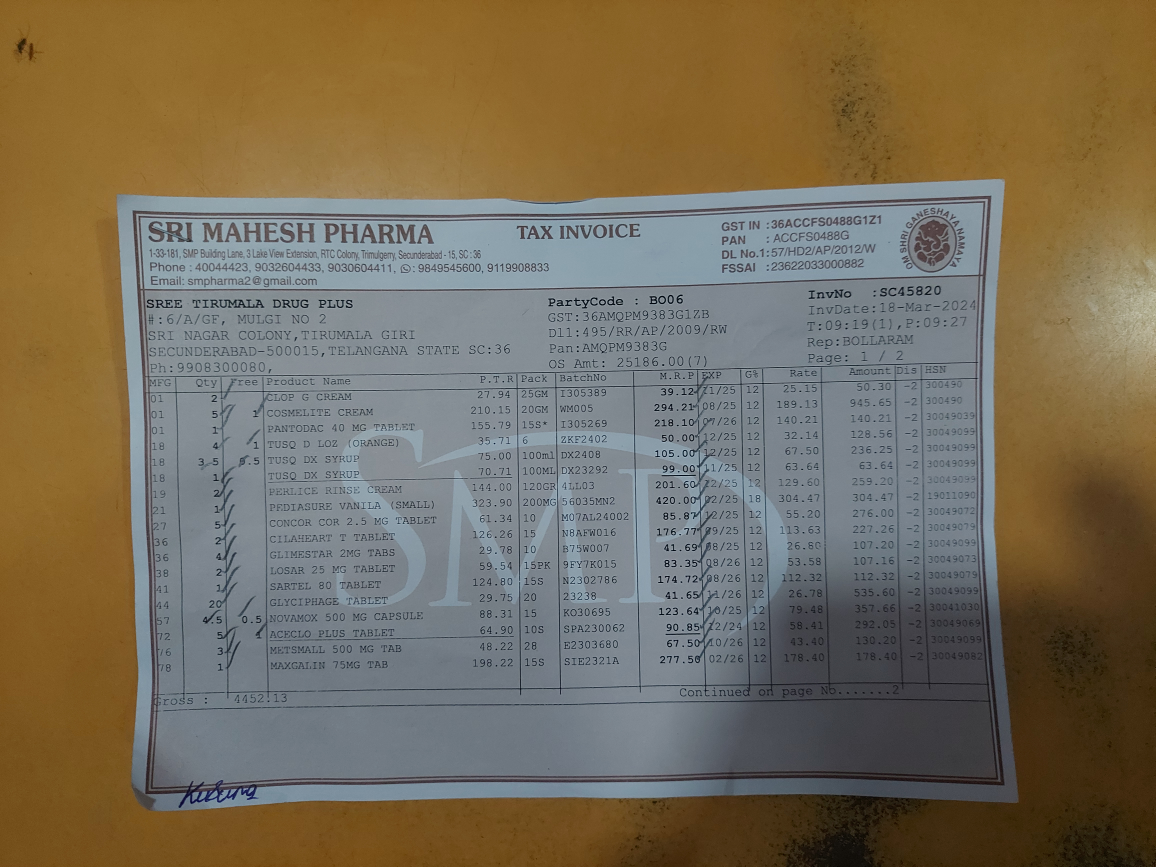 SRI MAHESH PHARMA TAX INVOICE
1-33-181, SMP Building Lane, 3 Lake View Extension, RTC Colony, Trimulgerry, Secunderabad - 15, SC : 36
Phone : 40044423, 9032604433, 9030604411, : 9849545600, 9119908833
Email: smpharma2@gmail.com
GST IN :36ACCFS0488G1Z1
PAN : ACCFS0488G
DL No.1:57/HD2/AP/2012/W
FSSAI :23622033000882
OM SHRI GANESHAYA NAMAYA
SREE TIRUMALA DRUG PLUS
#:6/A/GF, MULGI NO 2
SRI NAGAR COLONY,TIRUMALA GIRI
SECUNDERABAD-500015,TELANGANA STATE SC:36
Ph:9908300080,
PartyCode : BO06
GST:36AMQPM9383G1ZB
Dl1:495/RR/AP/2009/RW
Pan:AMQPM9383G
OS Amt: 25186.00(7)
InvNo :SC45820
InvDate:18-Mar-2024
T:09:19(1),P:09:27
Rep:BOLLARAM
Page: 1 / 2
MFG Qty Free Product Name P.T.R Pack BatchNo M.R.P EXP G% Rate Amount Dis HSN
01 2 CLOP G CREAM 27.94 25GM I305389 39.12 11/25 12 25.15 50.30 -2 300490
01 5 1 COSMELITE CREAM 210.15 20GM WM005 294.21 08/25 12 189.13 945.65 -2 300490
01 1 PANTODAC 40 MG TABLET 155.79 15S* I305269 218.10 07/26 12 140.21 140.21 -2 30049039
18 4 1 TUSQ D LOZ (ORANGE) 35.71 6 ZKF2402 50.00 12/25 12 32.14 128.56 -2 30049099
18 3.5 0.5 TUSQ DX SYRUP 75.00 100ml DX2408 105.00 12/25 12 67.50 236.25 -2 30049099
18 1 TUSQ DX SYRUP 70.71 100ML DX23292 99.00 11/25 12 63.64 63.64 -2 30049099
19 2 PERLICE RINSE CREAM 144.00 120GR 4LL03 201.60 12/25 12 129.60 259.20 -2 30049099
21 1 PEDIASURE VANILA (SMALL) 323.90 200MG 56035MN2 420.00 02/25 18 304.47 304.47 -2 19011090
27 5 CONCOR COR 2.5 MG TABLET 61.34 10 M07AL24002 85.87 12/25 12 55.20 276.00 -2 30049072
36 2 CILAHEART T TABLET 126.26 15 N8AFW016 176.77 09/25 12 113.63 227.26 -2 30049079
36 4 GLIMESTAR 2MG TABS 29.78 10 B75W007 41.69 08/25 12 26.80 107.20 -2 30049099
38 2 LOSAR 25 MG TABLET 59.54 15PK 9FY7K015 83.35 08/26 12 53.58 107.16 -2 30049073
41 1 SARTEL 80 TABLET 124.80 15S N2302786 174.72 08/26 12 112.32 112.32 -2 30049079
44 20 GLYCIPHAGE TABLET 29.75 20 23238 41.65 11/26 12 26.78 535.60 -2 30049099
57 4.5 0.5 NOVAMOX 500 MG CAPSULE 88.31 15 KO30695 123.64 10/25 12 79.48 357.66 -2 30041030
72 5 ACECLO PLUS TABLET 64.90 10S SPA230062 90.85 12/24 12 58.41 292.05 -2 30049069
76 3 METSMALL 500 MG TAB 48.22 28 E2303680 67.50 10/26 12 43.40 130.20 -2 30049099
78 1 MAXGALIN 75MG TAB 198.22 15S SIE2321A 277.50 02/26 12 178.40 178.40 -2 30049082
Gross : 4452.13 Continued on page No.......2
SMP